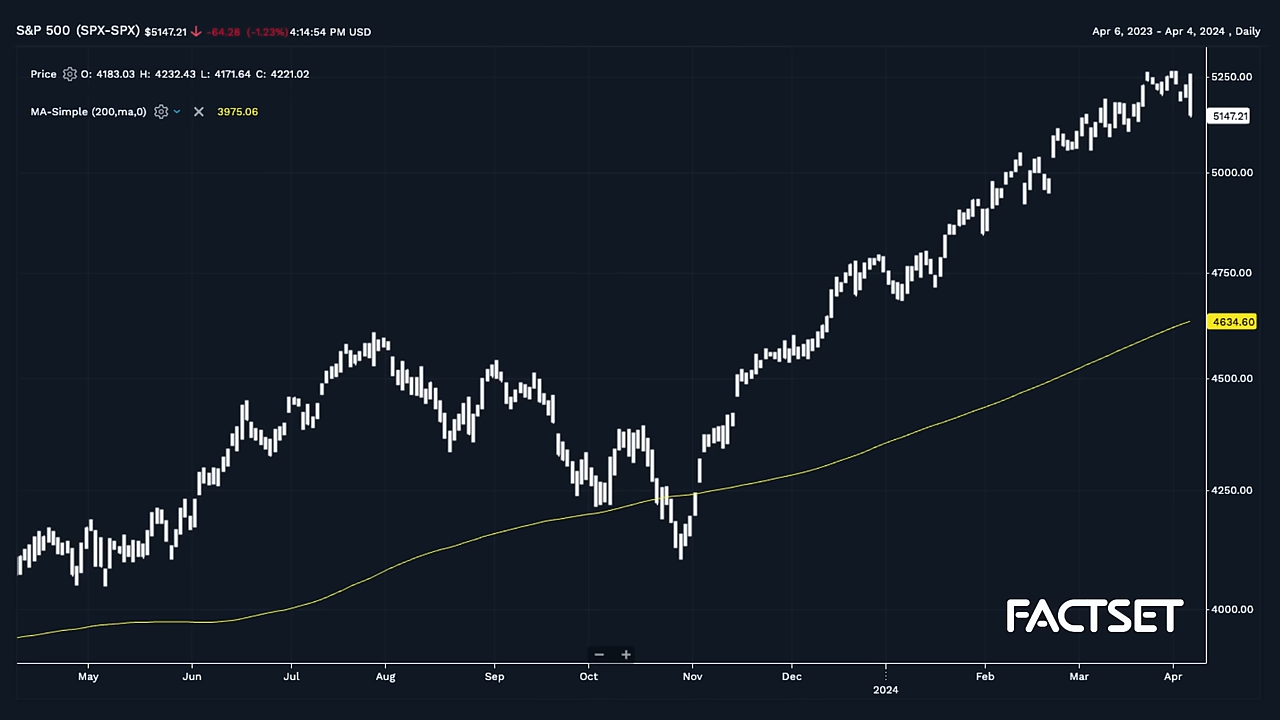 S&P 500 (SPX-SPX) $5147.21 -64.28 (-1.23%) 4:14:54 PM USD
Apr 6, 2023 - Apr 4, 2024 , Daily
Price O: 4183.03 H: 4232.43 L: 4171.64 C: 4221.02
MA-Simple (200,ma,0) 3975.06
5250.00
5147.21
5000.00
4750.00
4634.60
4500.00
4250.00
4000.00
FACTSET
May Jun Jul Aug Sep Oct Nov Dec Feb Mar Apr
2024